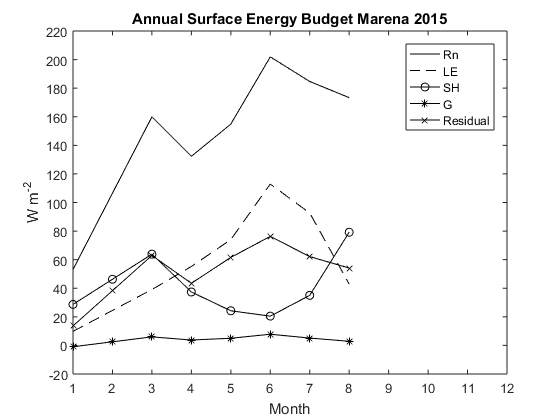 Annual Surface Energy Budget Marena 2015
Rn
LE
SH
G
Residual
W m-2
220
200
180
160
140
120
100
80
60
40
20
0
-20
1 2 3 4 5 6 7 8 9 10 11 12
Month